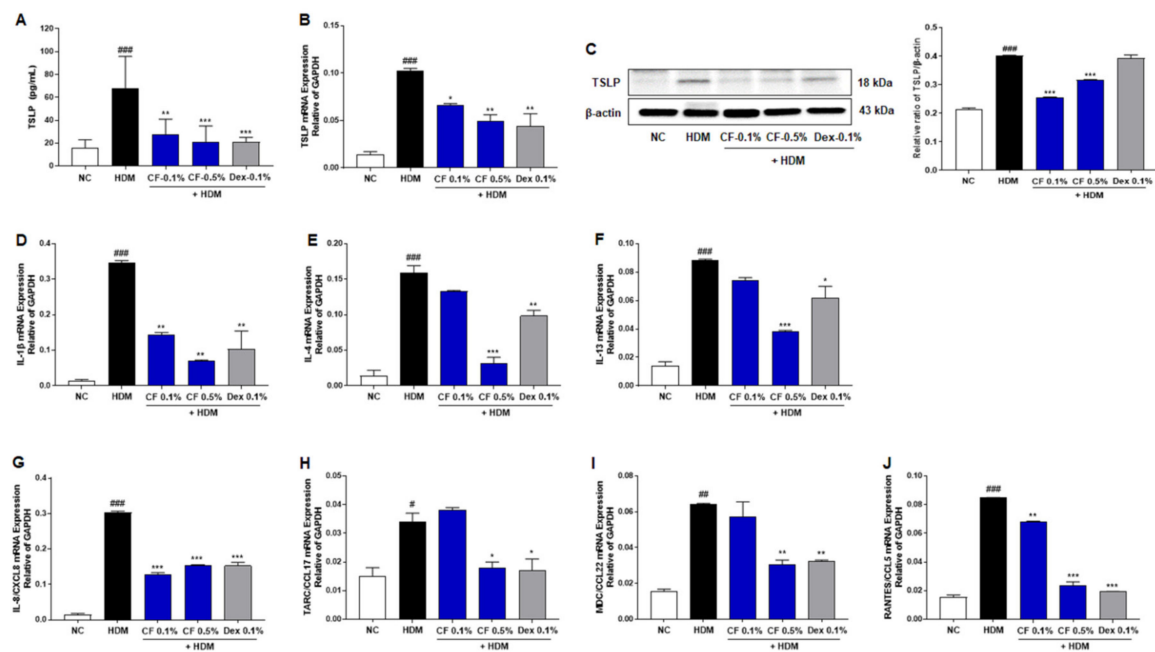 A
TSLP
(pg/mL)
120
100
80
60
40
20
0
###
**
***
***
NC
HDM
CF-0.1%
CF-0.5%
Dex-0.1%
+ HDM
B
TSLP mRNA Expression
Relative of GAPDH
0.15
0.10
0.05
0.00
###
*
**
**
NC
HDM
CF 0.1%
CF 0.5%
Dex 0.1%
+ HDM
C
TSLP
18 kDa
β-actin
43 kDa
NC
HDM
CF-0.1%
CF-0.5%
Dex-0.1%
+ HDM
Relative ratio of TSLP/β-actin
0.5
0.4
0.3
0.2
0.1
0.0
###
***
***
NC
HDM
CF 0.1%
CF 0.5%
Dex 0.1%
+ HDM
D
IL-1β mRNA Expression
Relative of GAPDH
0.4
0.3
0.2
0.1
0.0
###
**
**
**
NC
HDM
CF 0.1%
CF 0.5%
Dex 0.1%
+ HDM
E
IL-4 mRNA Expression
Relative of GAPDH
0.20
0.15
0.10
0.05
0.00
###
***
**
NC
HDM
CF 0.1%
CF 0.5%
Dex 0.1%
+ HDM
F
IL-13 mRNA Expression
Relative of GAPDH
0.10
0.08
0.06
0.04
0.02
0.00
###
***
*
NC
HDM
CF 0.1%
CF 0.5%
Dex 0.1%
+ HDM
G
IL-8/CXCL8 mRNA Expression
Relative of GAPDH
0.4
0.3
0.2
0.1
0.0
###
***
***
***
NC
HDM
CF 0.1%
CF 0.5%
Dex 0.1%
+ HDM
H
TARC/CCL17 mRNA Expression
Relative of GAPDH
0.05
0.04
0.03
0.02
0.01
0.00
#
*
*
NC
HDM
CF 0.1%
CF 0.5%
Dex 0.1%
+ HDM
I
MDC/CCL22 mRNA Expression
Relative of GAPDH
0.08
0.06
0.04
0.02
0.00
##
**
**
NC
HDM
CF 0.1%
CF 0.5%
Dex 0.1%
+ HDM
J
RANTES/CCL5 mRNA Expression
Relative of GAPDH
0.10
0.08
0.06
0.04
0.02
0.00
###
**
***
***
NC
HDM
CF 0.1%
CF 0.5%
Dex 0.1%
+ HDM